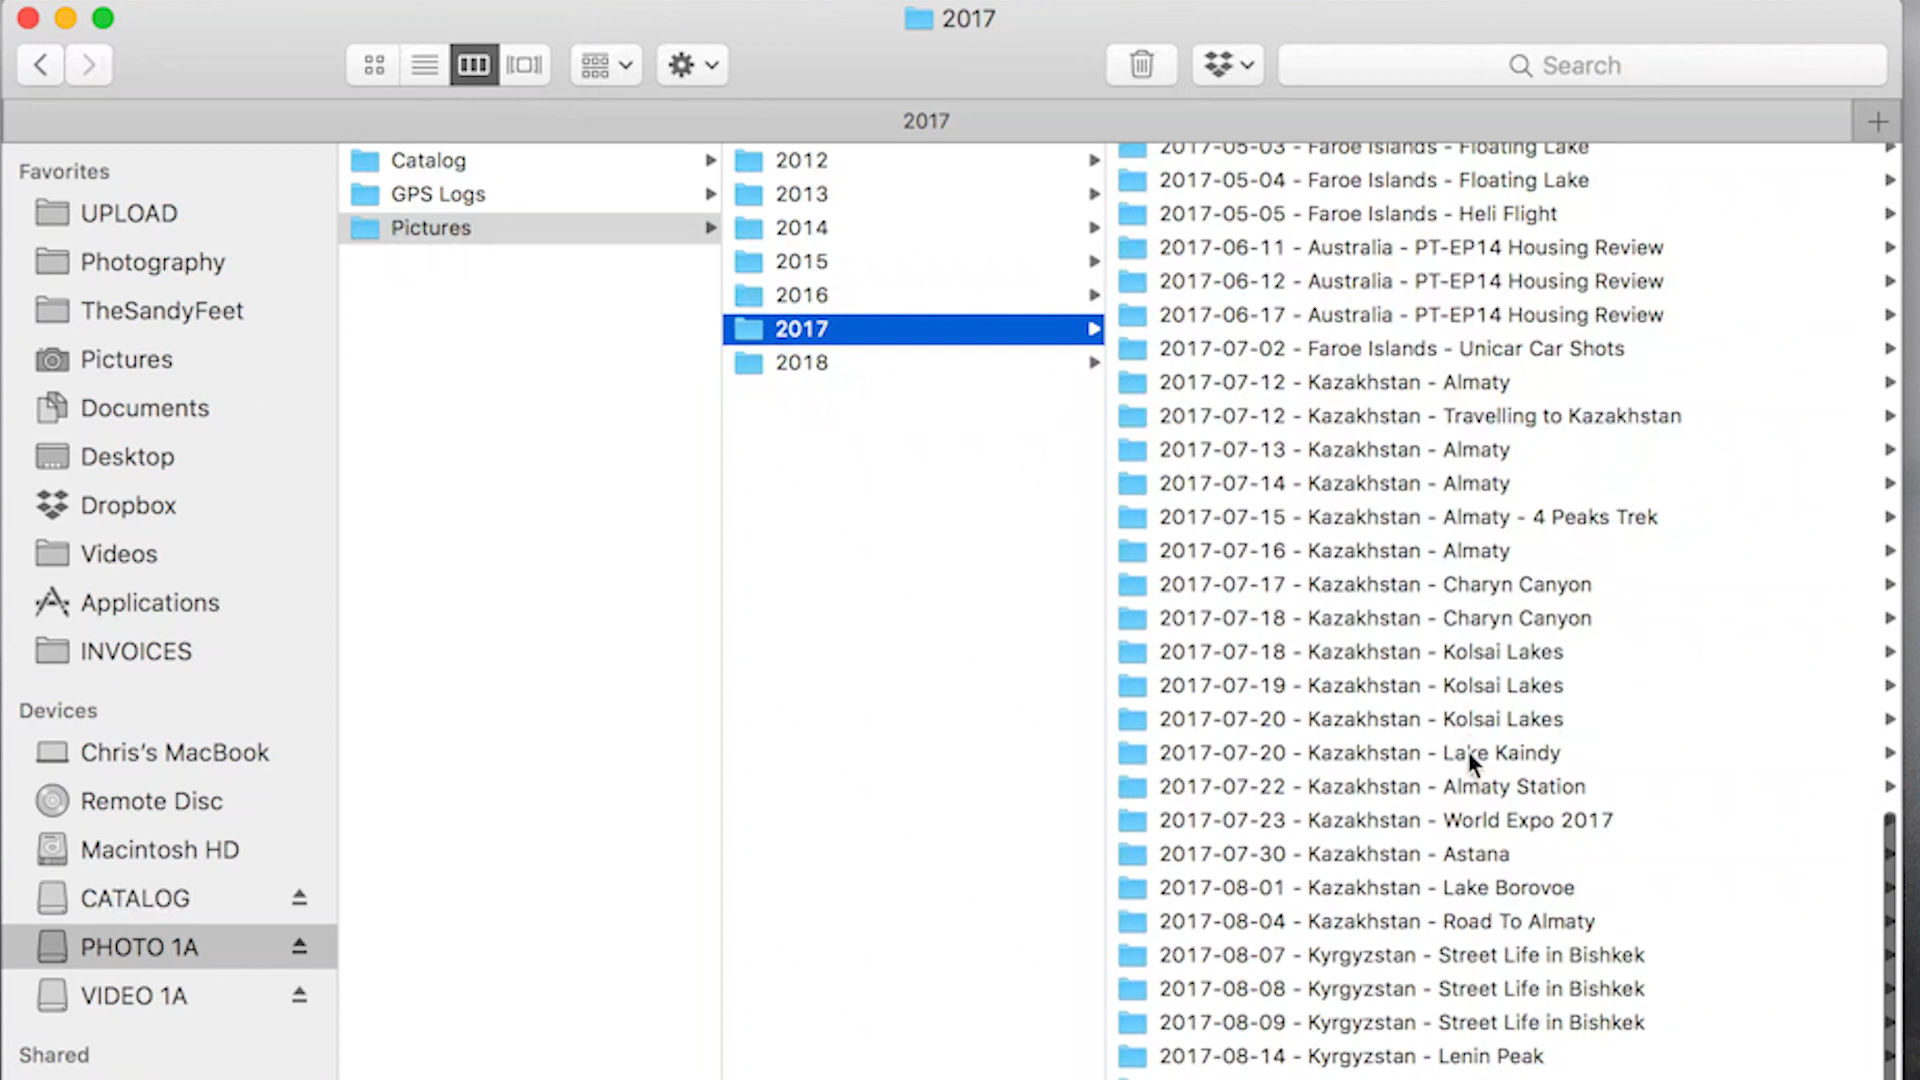 2017
Search
2017
Favorites
UPLOAD
Photography
TheSandyFeet
Pictures
Documents
Desktop
Dropbox
Videos
Applications
INVOICES
Devices
Chris's MacBook
Remote Disc
Macintosh HD
CATALOG
PHOTO 1A
VIDEO 1A
Shared
Catalog
GPS Logs
Pictures
2012
2013
2014
2015
2016
2017
2018
2017-05-03 - Faroe Islands - Floating Lake
2017-05-04 - Faroe Islands - Floating Lake
2017-05-05 - Faroe Islands - Heli Flight
2017-06-11 - Australia - PT-EP14 Housing Review
2017-06-12 - Australia - PT-EP14 Housing Review
2017-06-17 - Australia - PT-EP14 Housing Review
2017-07-02 - Faroe Islands - Unicar Car Shots
2017-07-12 - Kazakhstan - Almaty
2017-07-12 - Kazakhstan - Travelling to Kazakhstan
2017-07-13 - Kazakhstan - Almaty
2017-07-14 - Kazakhstan - Almaty
2017-07-15 - Kazakhstan - Almaty - 4 Peaks Trek
2017-07-16 - Kazakhstan - Almaty
2017-07-17 - Kazakhstan - Charyn Canyon
2017-07-18 - Kazakhstan - Charyn Canyon
2017-07-18 - Kazakhstan - Kolsai Lakes
2017-07-19 - Kazakhstan - Kolsai Lakes
2017-07-20 - Kazakhstan - Kolsai Lakes
2017-07-20 - Kazakhstan - Lake Kaindy
2017-07-22 - Kazakhstan - Almaty Station
2017-07-23 - Kazakhstan - World Expo 2017
2017-07-30 - Kazakhstan - Astana
2017-08-01 - Kazakhstan - Lake Borovoe
2017-08-04 - Kazakhstan - Road To Almaty
2017-08-07 - Kyrgyzstan - Street Life in Bishkek
2017-08-08 - Kyrgyzstan - Street Life in Bishkek
2017-08-09 - Kyrgyzstan - Street Life in Bishkek
2017-08-14 - Kyrgyzstan - Lenin Peak